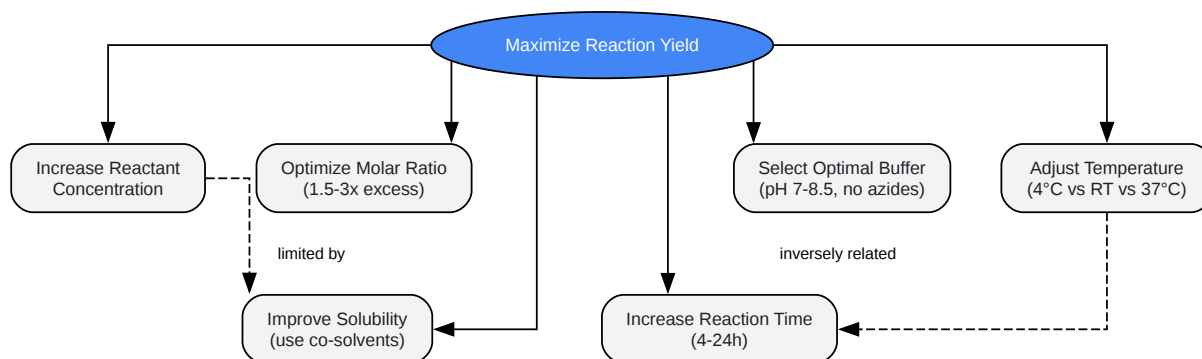 Maximize Reaction Yield
Increase Reactant
Concentration
Optimize Molar Ratio
(1.5-3x excess)
Select Optimal Buffer
(pH 7-8.5, no azides)
Adjust Temperature
(4°C vs RT vs 37°C)
limited by
inversely related
Improve Solubility
(use co-solvents)
Increase Reaction Time
(4-24h)